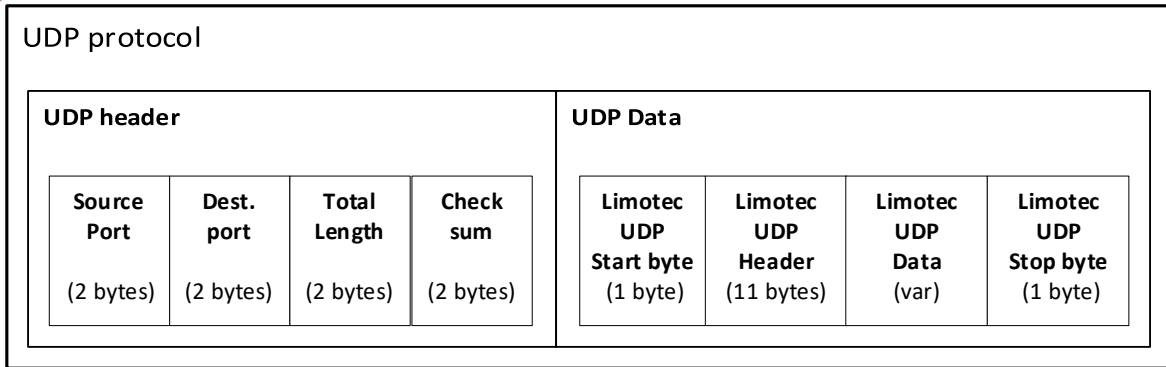 UDP protocol
UDP header
UDP Data
Source
Port
(2 bytes)
Dest.
port
(2 bytes)
Total
Length
(2 bytes)
Check
sum
(2 bytes)
Limotec
UDP
Start byte
(1 byte)
Limotec
UDP
Header
(11 bytes)
Limotec
UDP
Data
(var)
Limotec
UDP
Stop byte
(1 byte)